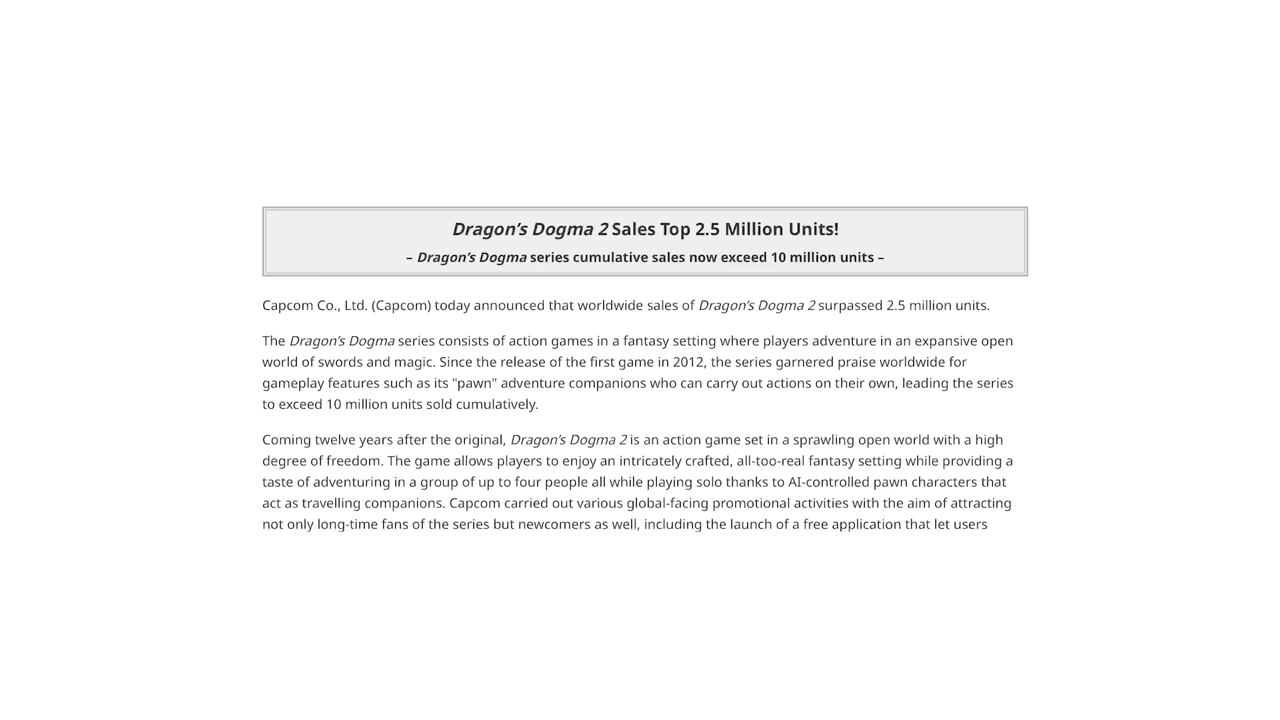 Dragon’s Dogma 2 Sales Top 2.5 Million Units!
– Dragon’s Dogma series cumulative sales now exceed 10 million units –
Capcom Co., Ltd. (Capcom) today announced that worldwide sales of Dragon’s Dogma 2 surpassed 2.5 million units.
The Dragon’s Dogma series consists of action games in a fantasy setting where players adventure in an expansive open
world of swords and magic. Since the release of the first game in 2012, the series garnered praise worldwide for
gameplay features such as its "pawn" adventure companions who can carry out actions on their own, leading the series
to exceed 10 million units sold cumulatively.
Coming twelve years after the original, Dragon’s Dogma 2 is an action game set in a sprawling open world with a high
degree of freedom. The game allows players to enjoy an intricately crafted, all-too-real fantasy setting while providing a
taste of adventuring in a group of up to four people all while playing solo thanks to AI-controlled pawn characters that
act as travelling companions. Capcom carried out various global-facing promotional activities with the aim of attracting
not only long-time fans of the series but newcomers as well, including the launch of a free application that let users